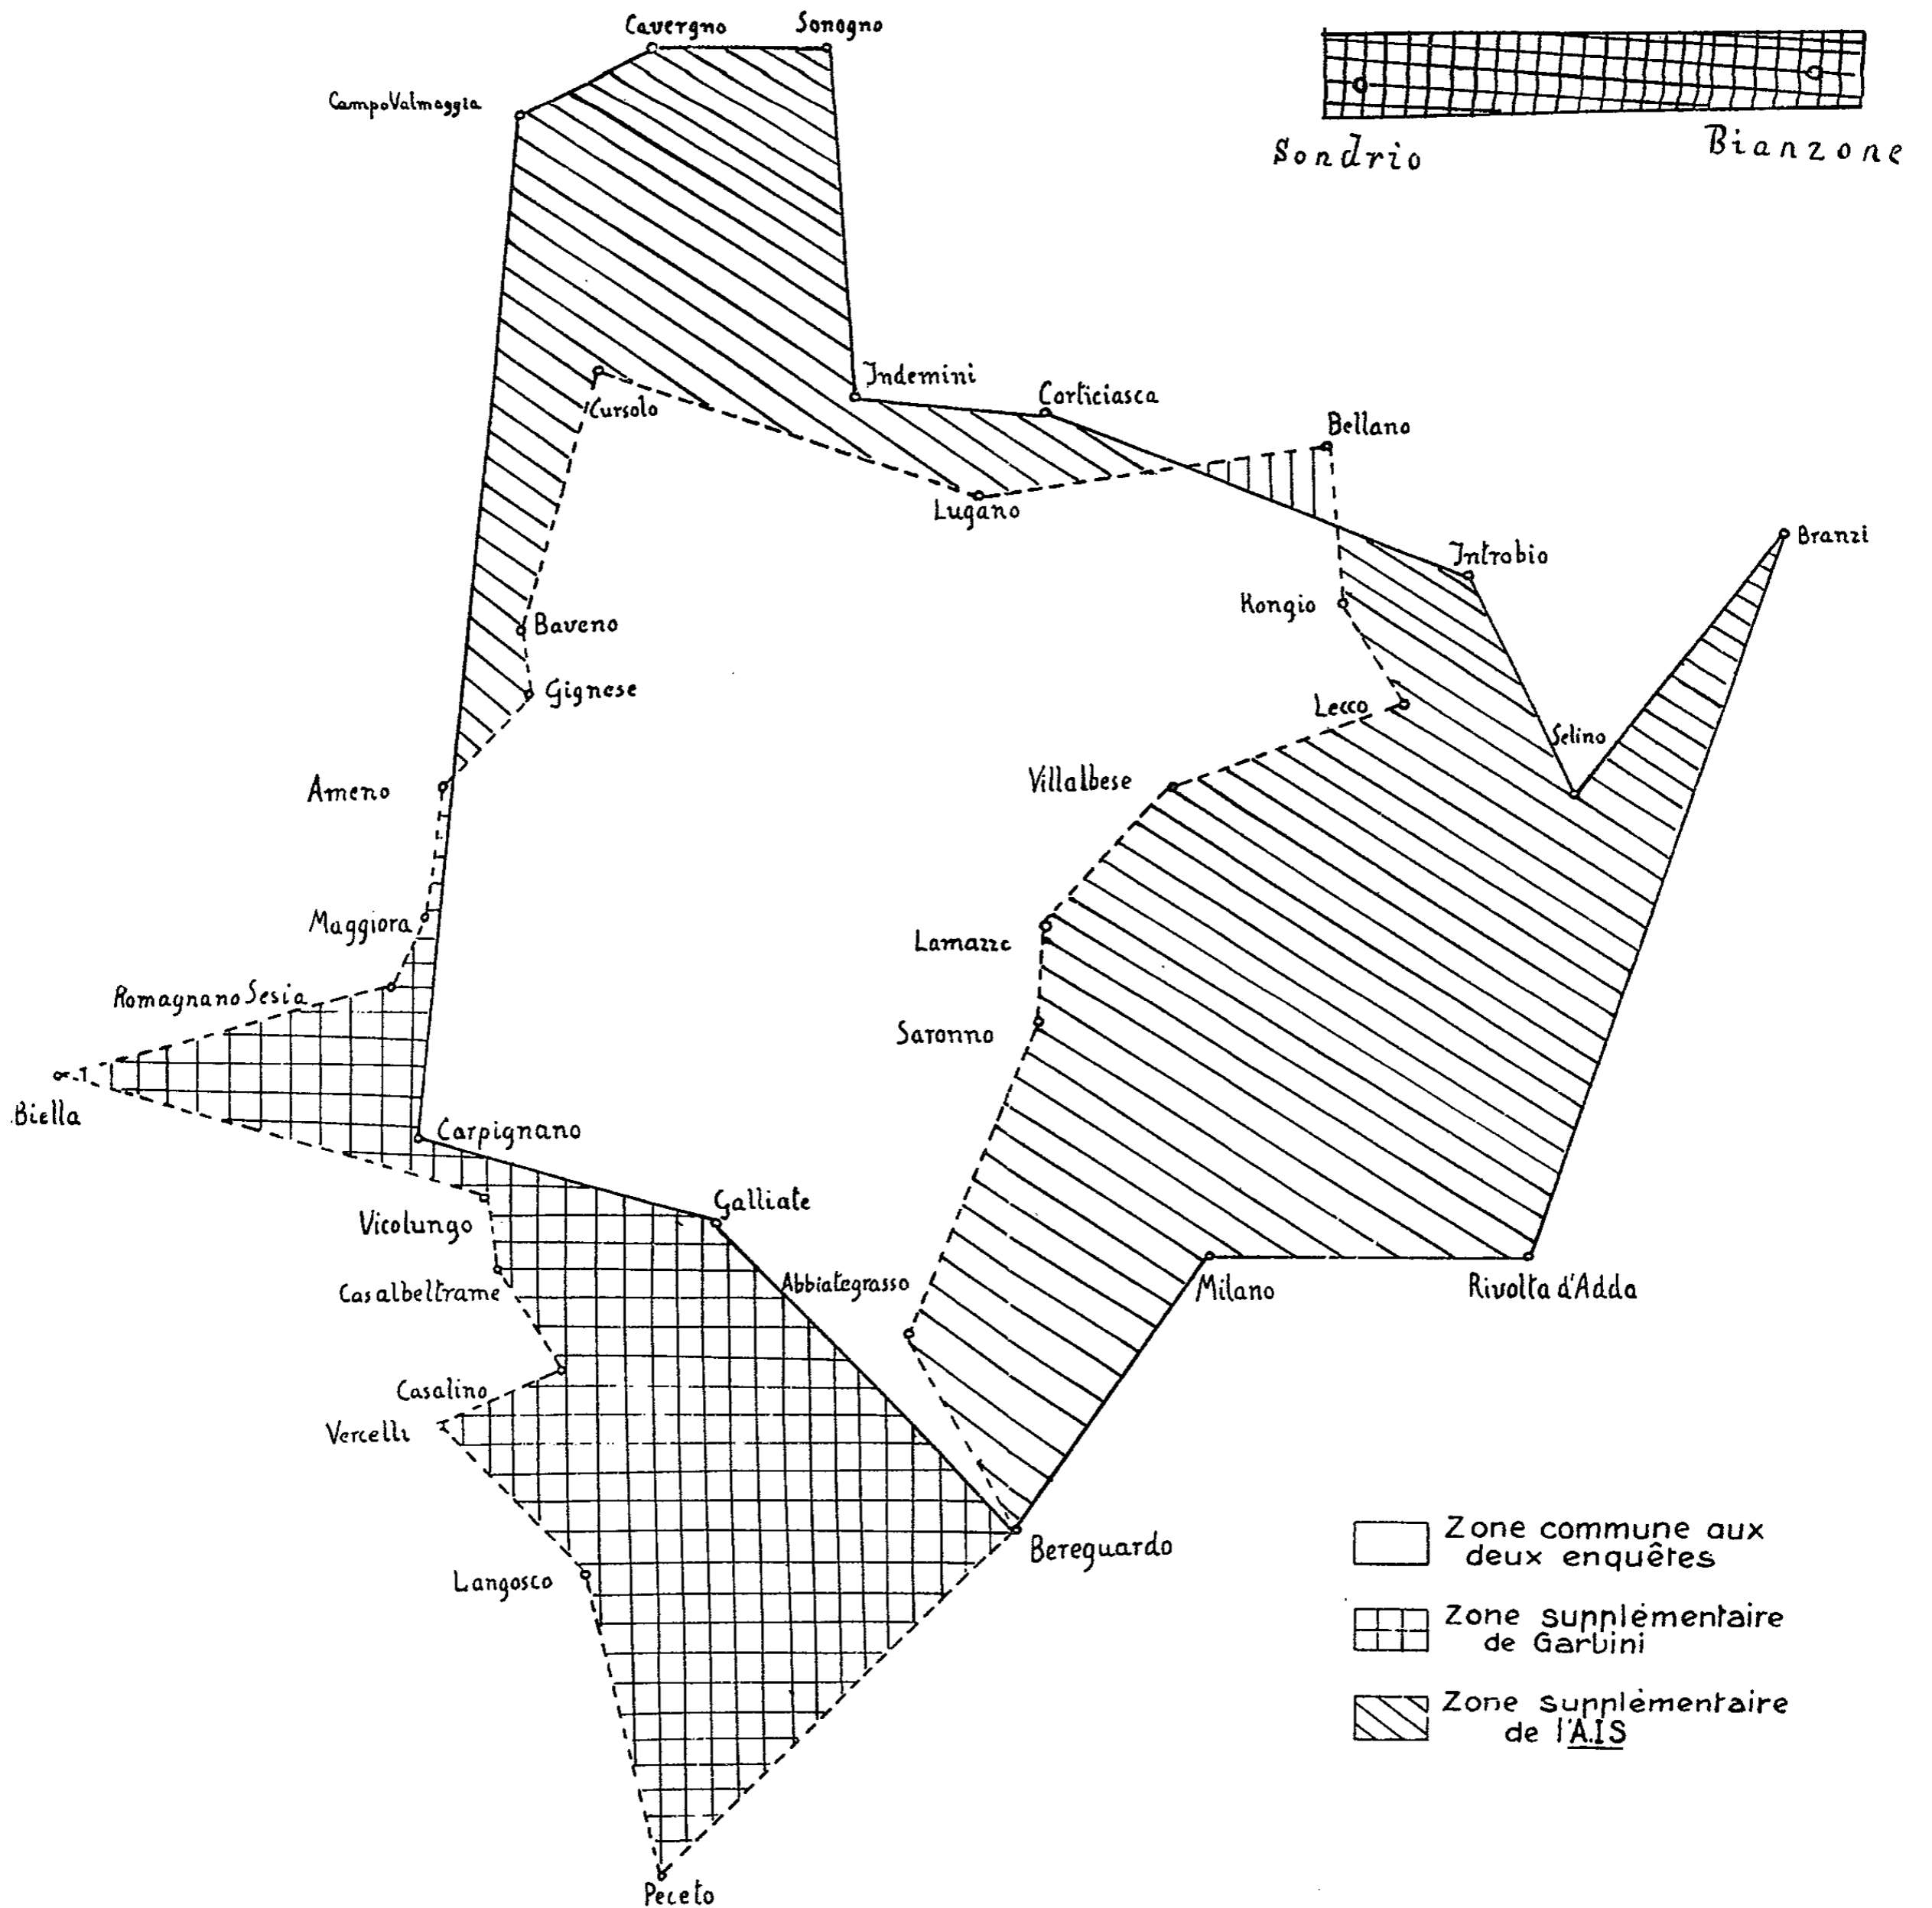 Cavergno
Sonogno
Campo Valmaggia
Sondrio
Bianzone
Indemini
Corticiasca
Cursolo
Bellano
Lugano
Branzi
Introbio
Rongio
Baveno
Gignese
Lecco
Selino
Villalbese
Ameno
Maggiora
Lamazze
Romagnano Sesia
Saronno
Biella
Carpignano
Galliate
Vicolungo
Abbiategrasso
Milano
Rivolta d'Adda
Casalbeltrame
Casalino
Vercelli
Bereguardo
Langosco
Peceto
Zone commune aux
deux enquêtes
Zone supplémentaire
de Garbini
Zone supplémentaire
de l'A.I.S